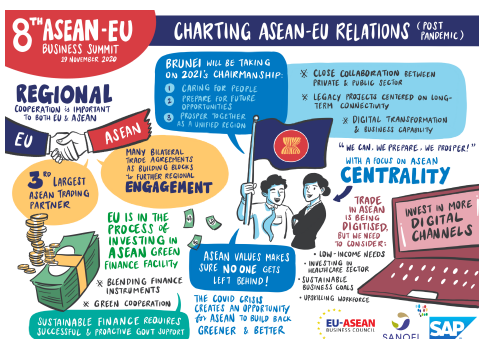 8TH ASEAN-EU
BUSINESS SUMMIT
19 NOVEMBER 2020
CHARTING ASEAN-EU RELATIONS (POST
PANDEMIC)
REGIONAL
COOPERATION is IMPORTANT
TO BOTH EU & ASEAN
EU
ASEAN
3RD LARGEST
ASEAN TRADING
PARTNER
MANY BILATERAL
TRADE AGREEMENTS
AS BUILDING BLOCKS
to FURTHER REGIONAL
ENGAGEMENT
EU IS IN THE
PROCESS OF
INVESTING IN
ASEAN GREEN
FINANCE FACILITY
* BLENDING FINANCE
INSTRUMENTS
* GREEN COOPERATION
SUSTAINABLE FINANCE REQUIRES
SUCCESSFUL & PROACTIVE GOVT SUPPORT
BRUNEI WILL BE TAKING
ON 2021's CHAIRMANSHIP:
1 CARING FOR PEOPLE
2 PREPARE FOR FUTURE
OPPORTUNITIES
3 PROSPER TOGETHER
AS A UNIFIED REGION
* CLOSE COLLABORATION BETWEEN
PRIVATE & PUBLIC SECTOR
* LEGACY PROJECTS CENTERED ON LONG-
TERM CONNECTIVITY
* DIGITAL TRANSFORMATION
& BUSINESS CAPABILITY
"WE CAN, WE PREPARE, WE PROSPER!"
WITH A FOCUS ON ASEAN
CENTRALITY
ASEAN VALUES MAKES
SURE NO ONE GETS
LEFT BEHIND!
THE COVID CRISIS
CREATES AN OPPORTUNITY
for ASEAN TO BUILD BACK
GREENER & BETTER
TRADE
IN ASEAN
IS BEING
DIGITISED,
BUT WE NEED
TO CONSIDER:
• LOW-INCOME NEEDS
• INVESTING IN
HEALTHCARE SECTOR
• SUSTAINABLE
BUSINESS GOALS
• UPSKILLING WORKFORCE
INVEST IN MORE
DIGITAL
CHANNELS
EU-ASEAN
BUSINESS COUNCIL
SANOFI
SAP